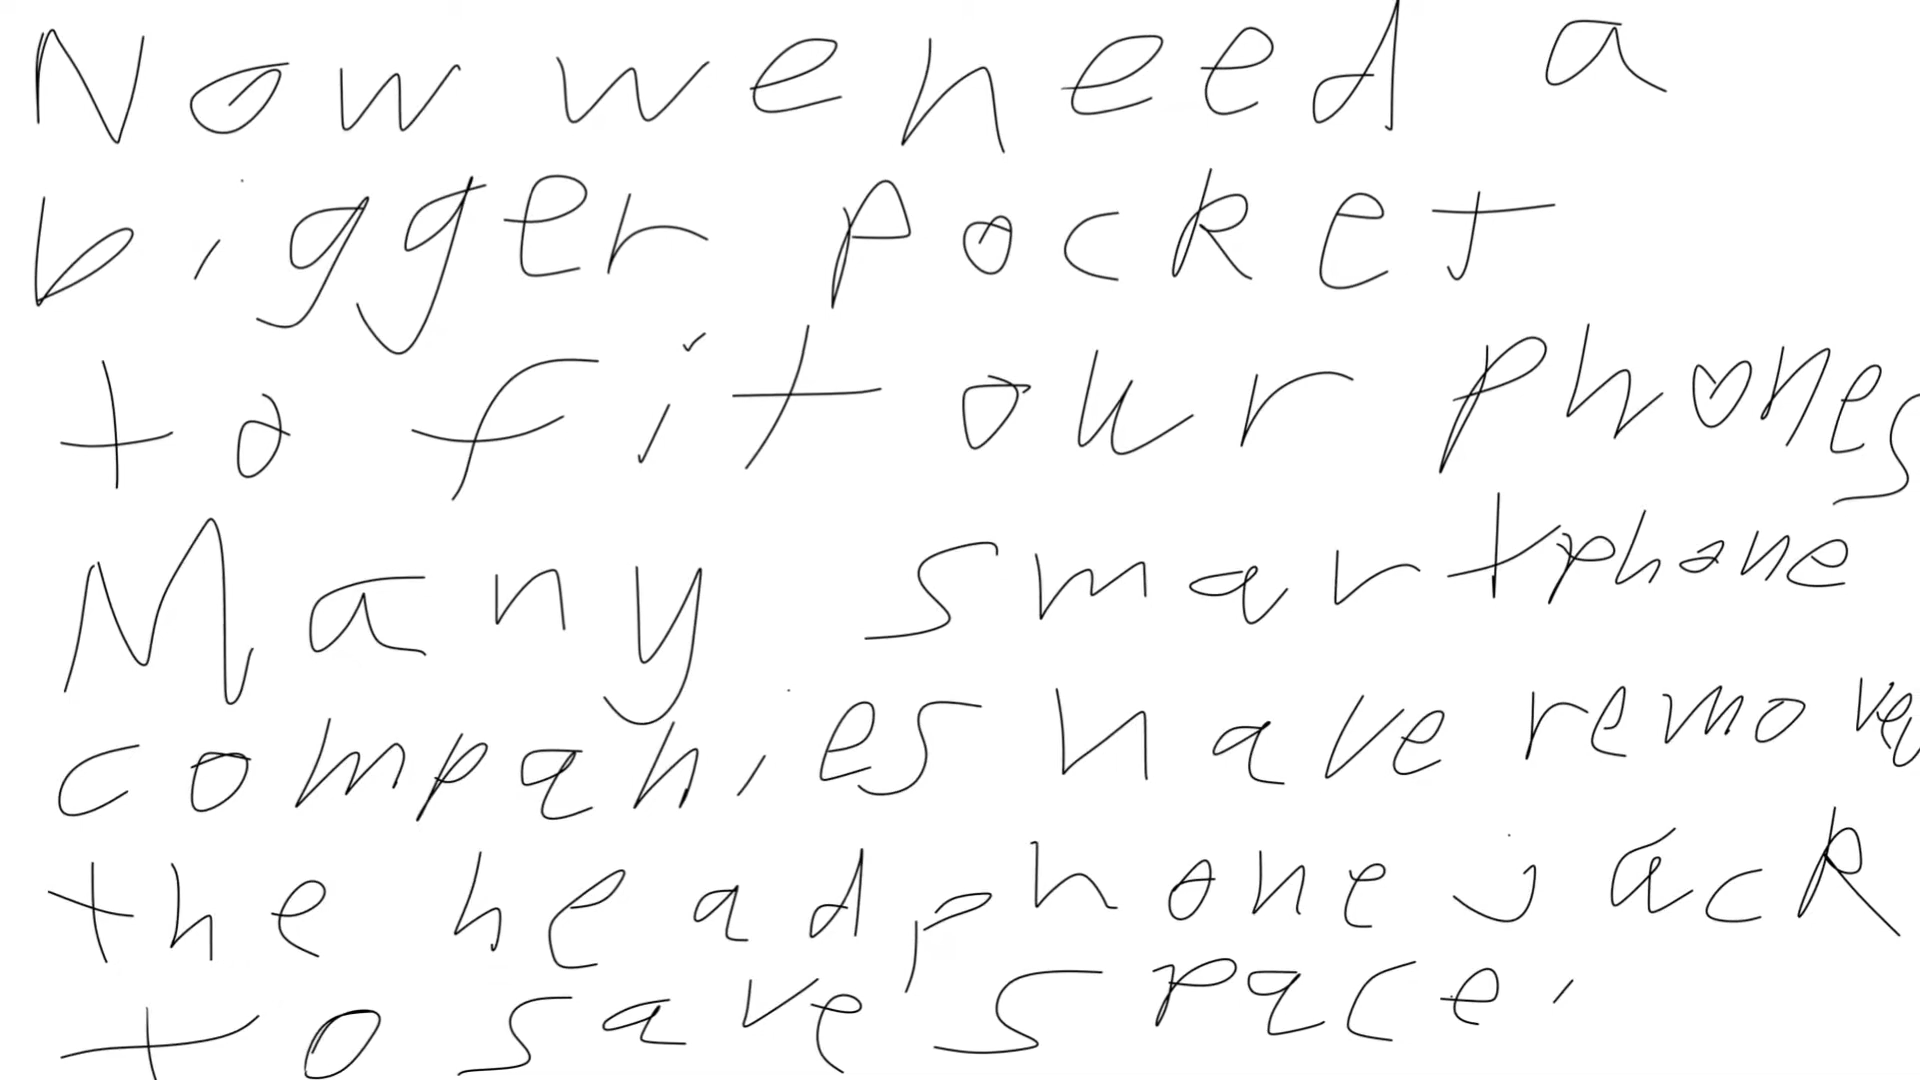 Now we need a
bigger pocket
to fit our phones
Many smartphone
companies have removed
the headphone jack
to save space.